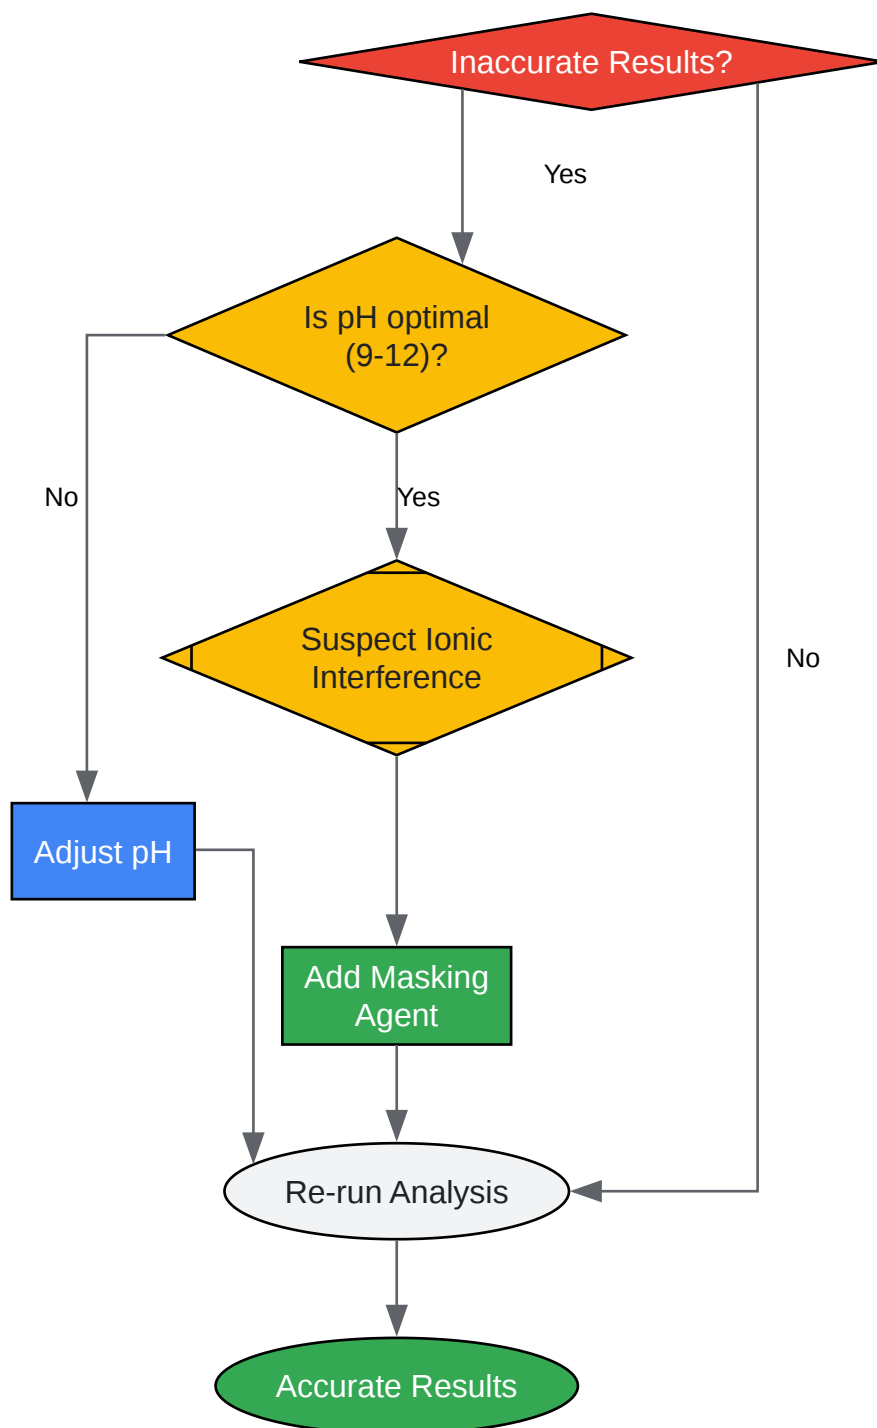 Inaccurate Results?
Yes
Is pH optimal
(9-12)?
No
Yes
Suspect Ionic
Interference
No
Adjust pH
Add Masking
Agent
Re-run Analysis
Accurate Results